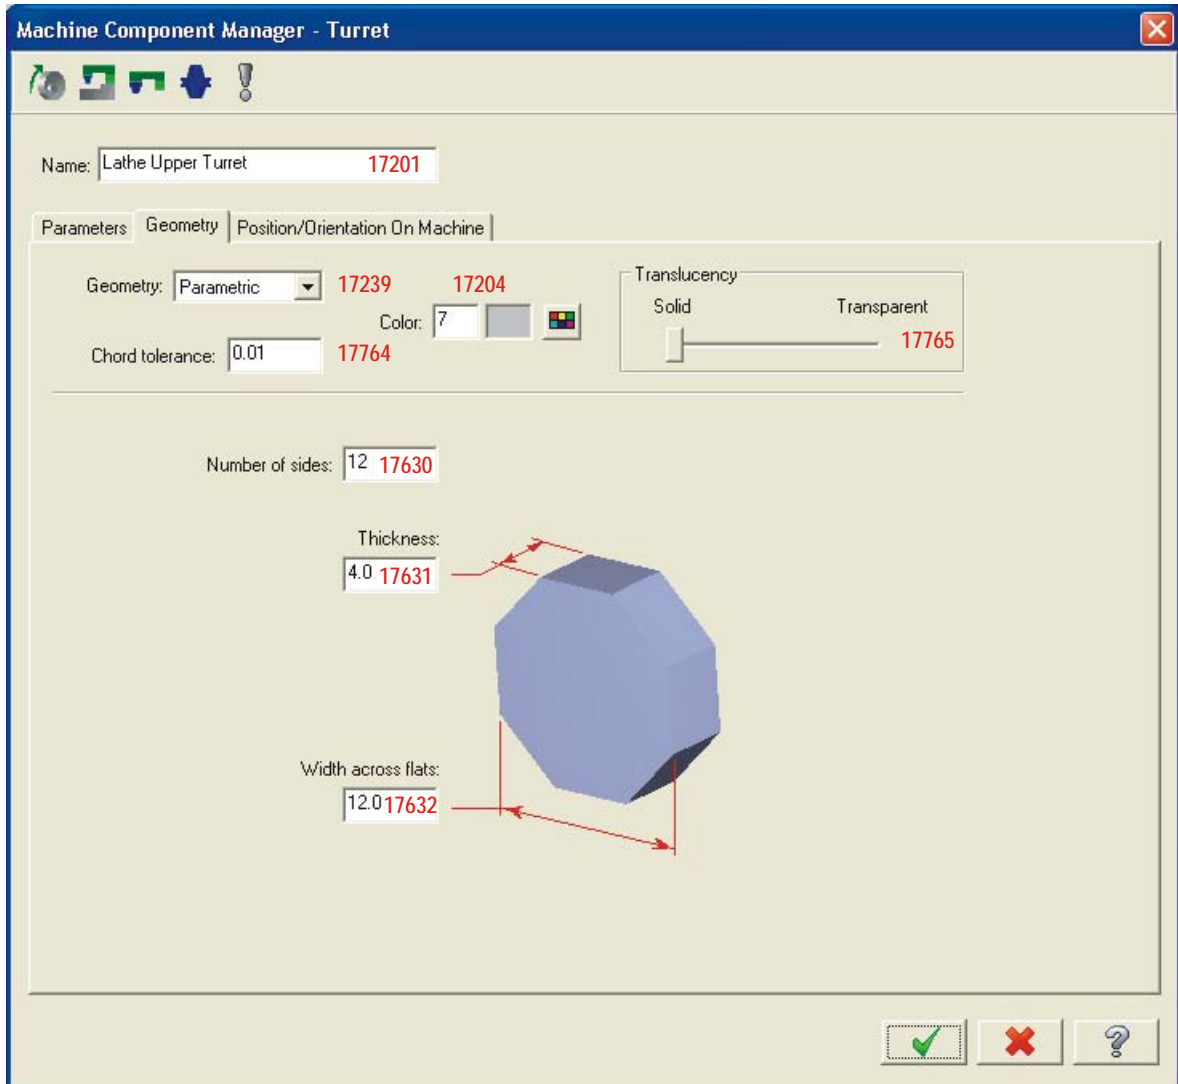 Machine Component Manager - Turret
Name: Lathe Upper Turret 17201
Parameters Geometry Position/Orientation On Machine
Geometry: Parametric 17239 17204 Translucency
Solid Transparent
Color: 7
17765
Chord tolerance: 0.01 17764
Number of sides: 12 17630
Thickness:
4.0 17631
Width across flats:
12.0 17632